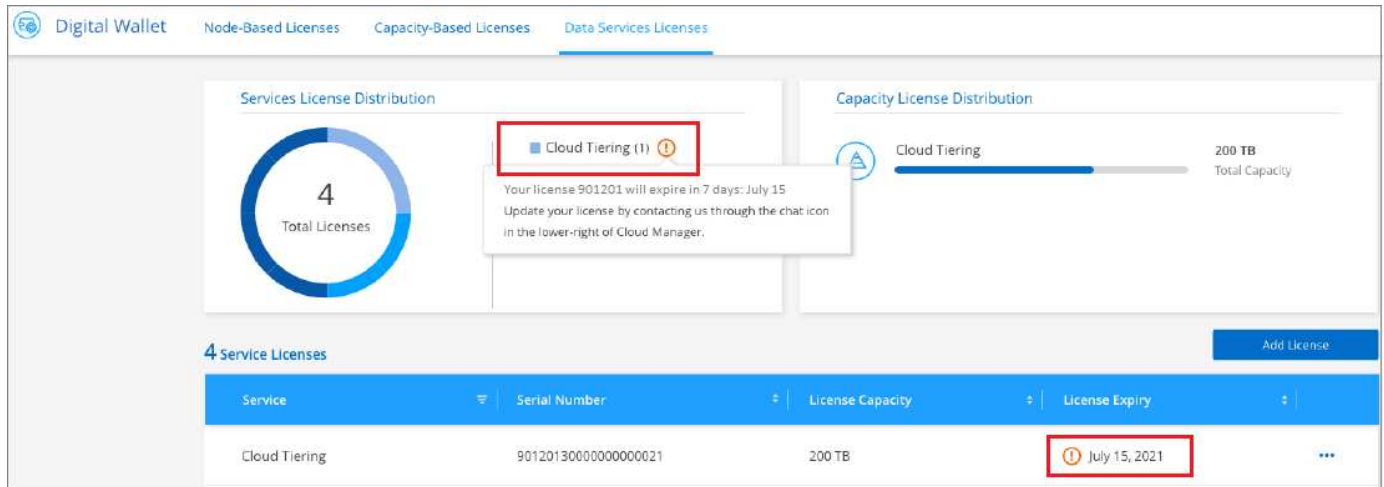 Digital Wallet
Node-Based Licenses
Capacity-Based Licenses
Data Services Licenses
Services License Distribution
4
Total Licenses
Cloud Tiering (1)
Your license 901201 will expire in 7 days: July 15
Update your license by contacting us through the chat icon
in the lower-right of Cloud Manager.
Capacity License Distribution
Cloud Tiering
200 TB
Total Capacity
4 Service Licenses
Add License
Service
Serial Number
License Capacity
License Expiry
Cloud Tiering
90120130000000000021
200 TB
July 15, 2021